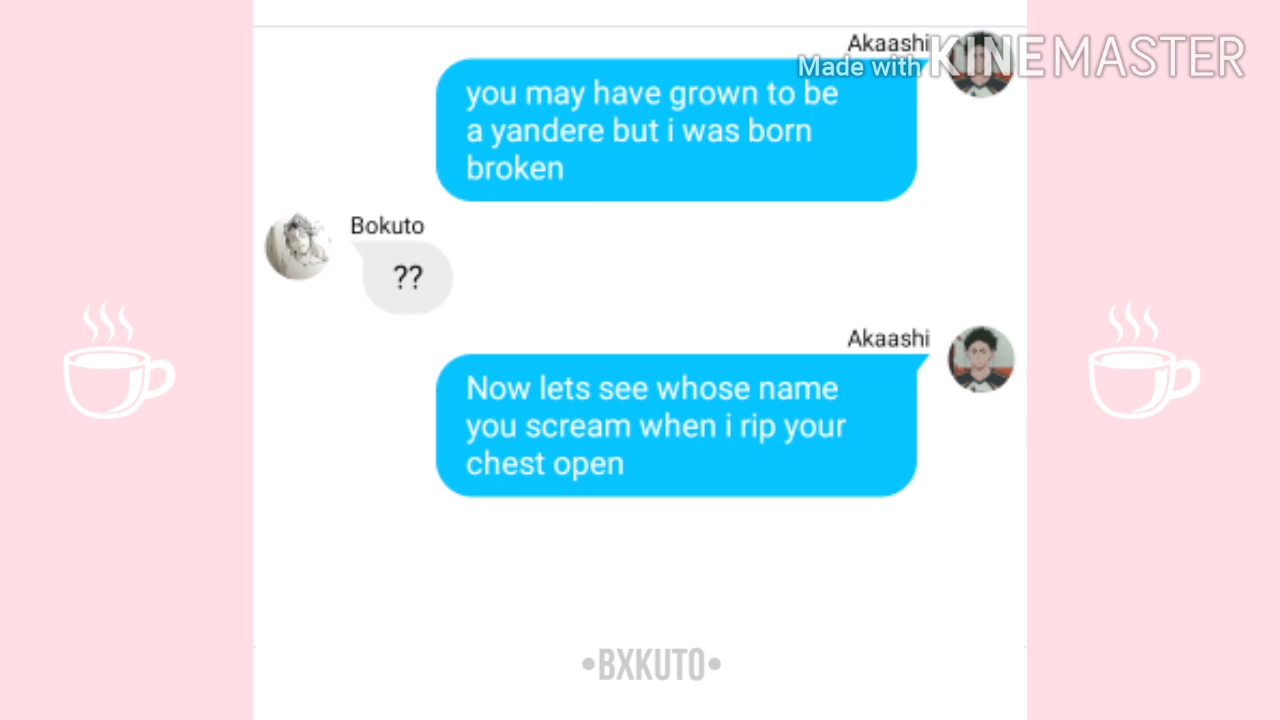 Akaashi
Made with KINEMASTER
you may have grown to be
a yandere but i was born
broken
Bokuto
??
Akaashi
Now lets see whose name
you scream when i rip your
chest open
•BXKUTO•